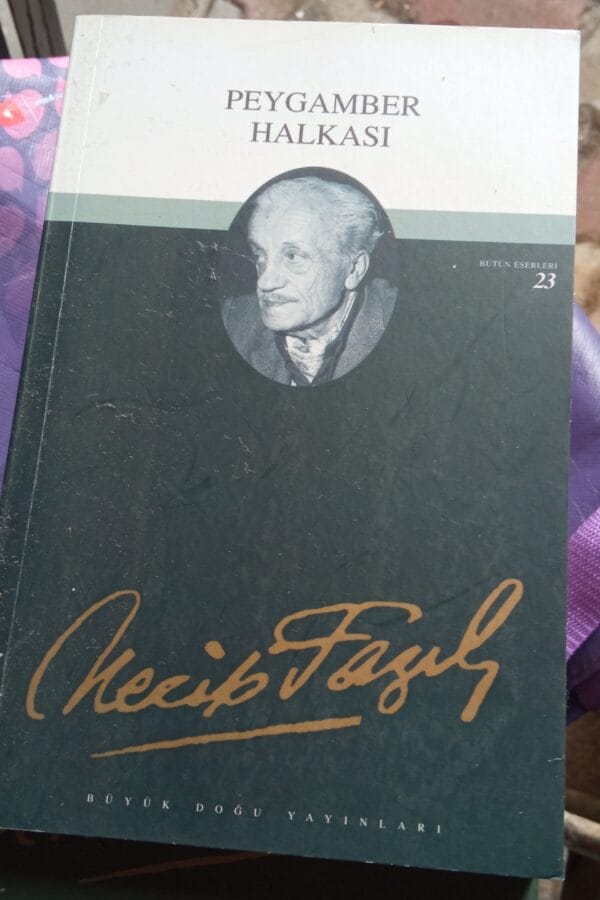 PEYGAMBER
HALKASI
BÜTÜN ESERLERİ
23
Necip Fazıl
BÜYÜK DOĞU YAYINLARI